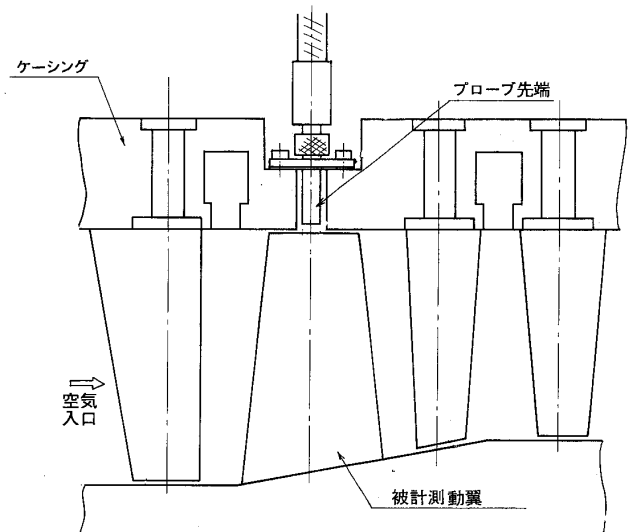 ケーシング
プローブ先端
空気
入口
被計測動翼